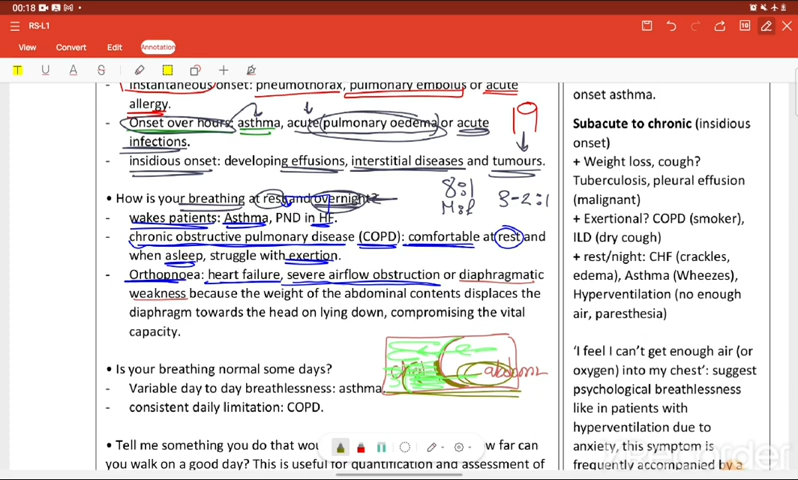 00:18
RS-L1
View Convert Edit Annotation
- Instantaneous onset: pneumothorax, pulmonary embolus or acute
allergy.
- Onset over hours: asthma, acute pulmonary oedema or acute
infections.
- insidious onset: developing effusions, interstitial diseases and tumours.
19
• How is your breathing at rest and overnight?
8:1
M:F
- wakes patients: Asthma, PND in HF.
- chronic obstructive pulmonary disease (COPD): comfortable at rest and
when asleep, struggle with exertion.
- Orthopnoea: heart failure, severe airflow obstruction or diaphragmatic
weakness because the weight of the abdominal contents displaces the
diaphragm towards the head on lying down, compromising the vital
capacity.
• Is your breathing normal some days?
- Variable day to day breathlessness: asthma.
- consistent daily limitation: COPD.
• Tell me something you do that wou
w far can
you walk on a good day? This is useful for quantification and assessment of
onset asthma.
Subacute to chronic (insidious
onset)
+ Weight loss, cough?
Tuberculosis, pleural effusion
(malignant)
+ Exertional? COPD (smoker),
ILD (dry cough)
+ rest/night: CHF (crackles,
edema), Asthma (Wheezes),
Hyperventilation (no enough
air, paresthesia)
'I feel I can't get enough air (or
oxygen) into my chest': suggest
psychological breathlessness
like in patients with
hyperventilation due to
anxiety, this symptom is
frequently accompanied by a